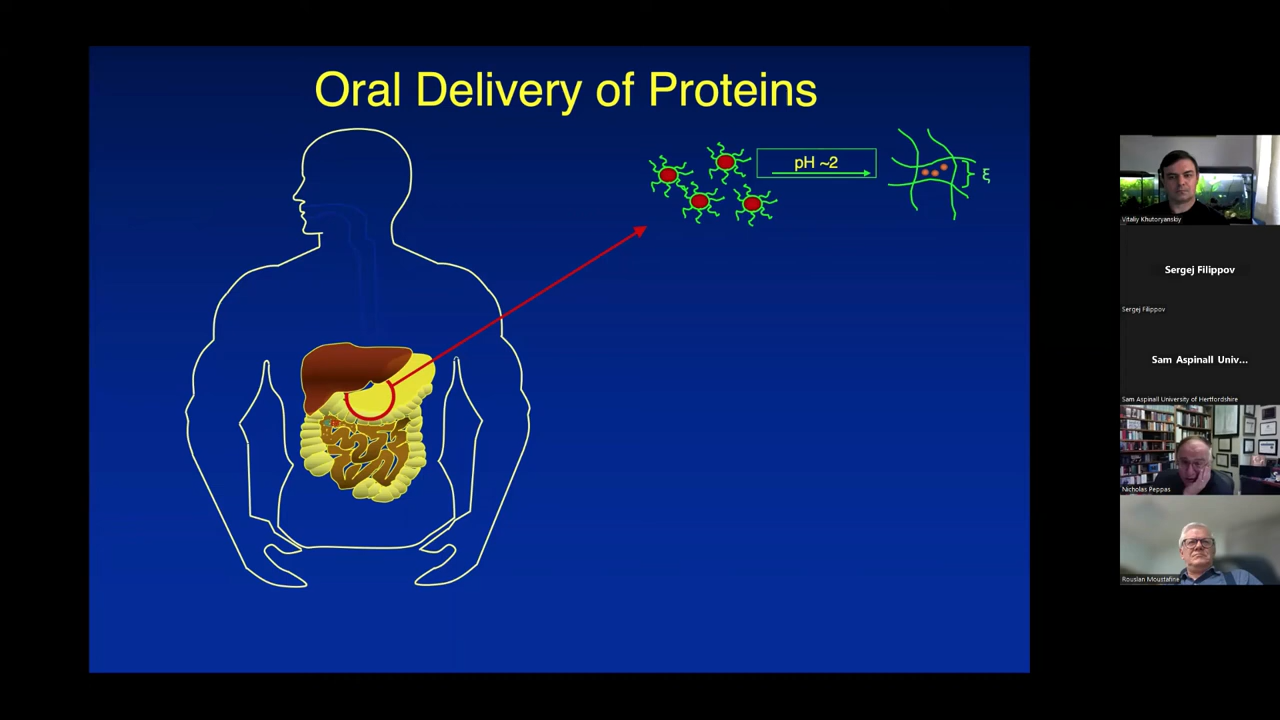 Oral Delivery of Proteins
pH ~2
ξ
Vitaliy Khutoryanskiy
Sergej Filippov
Sergej Filippov
Sam Aspinall Univ...
Sam Aspinall University of Hertfordshire
Nicholas Peppas
Rouslan Moustafine